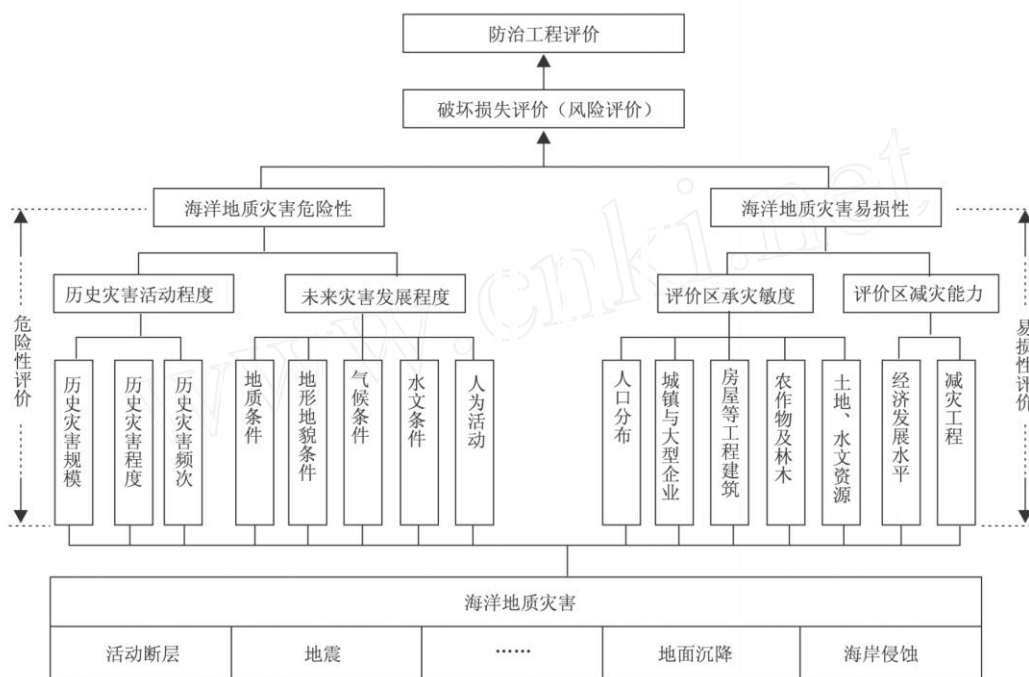 防治工程评价
破坏损失评价（风险评价）
海洋地质灾害危险性
海洋地质灾害易损性
历史灾害活动程度
未来灾害发展程度
评价区承灾敏度
评价区减灾能力
危险性评价
历史灾害规模
历史灾害程度
历史灾害频次
地质条件
地形地貌条件
气候条件
水文条件
人为活动
人口分布
城镇与大型企业
房屋等工程建筑
农作物及林木
土地、水文资源
经济发展水平
减灾工程
易损性评价
海洋地质灾害
活动断层
地震
……
地面沉降
海岸侵蚀
www.cnki.net